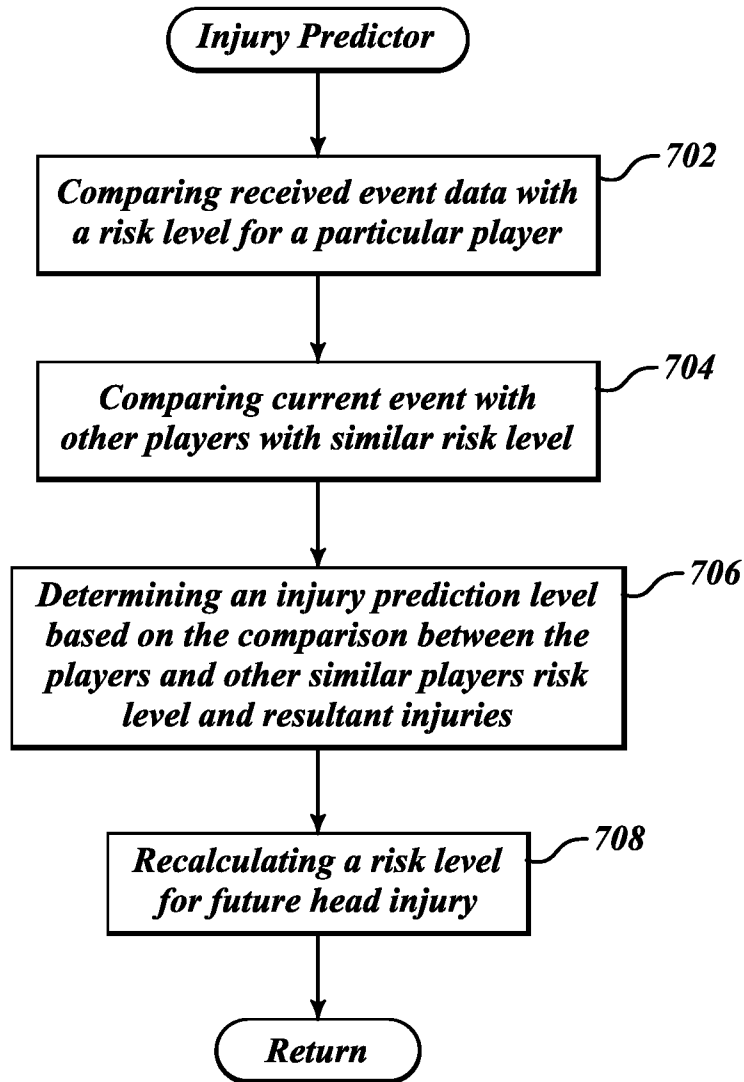 Injury Predictor
702
Comparing received event data with
a risk level for a particular player
704
Comparing current event with
other players with similar risk level
706
Determining an injury prediction level
based on the comparison between the
players and other similar players risk
level and resultant injuries
708
Recalculating a risk level
for future head injury
Return